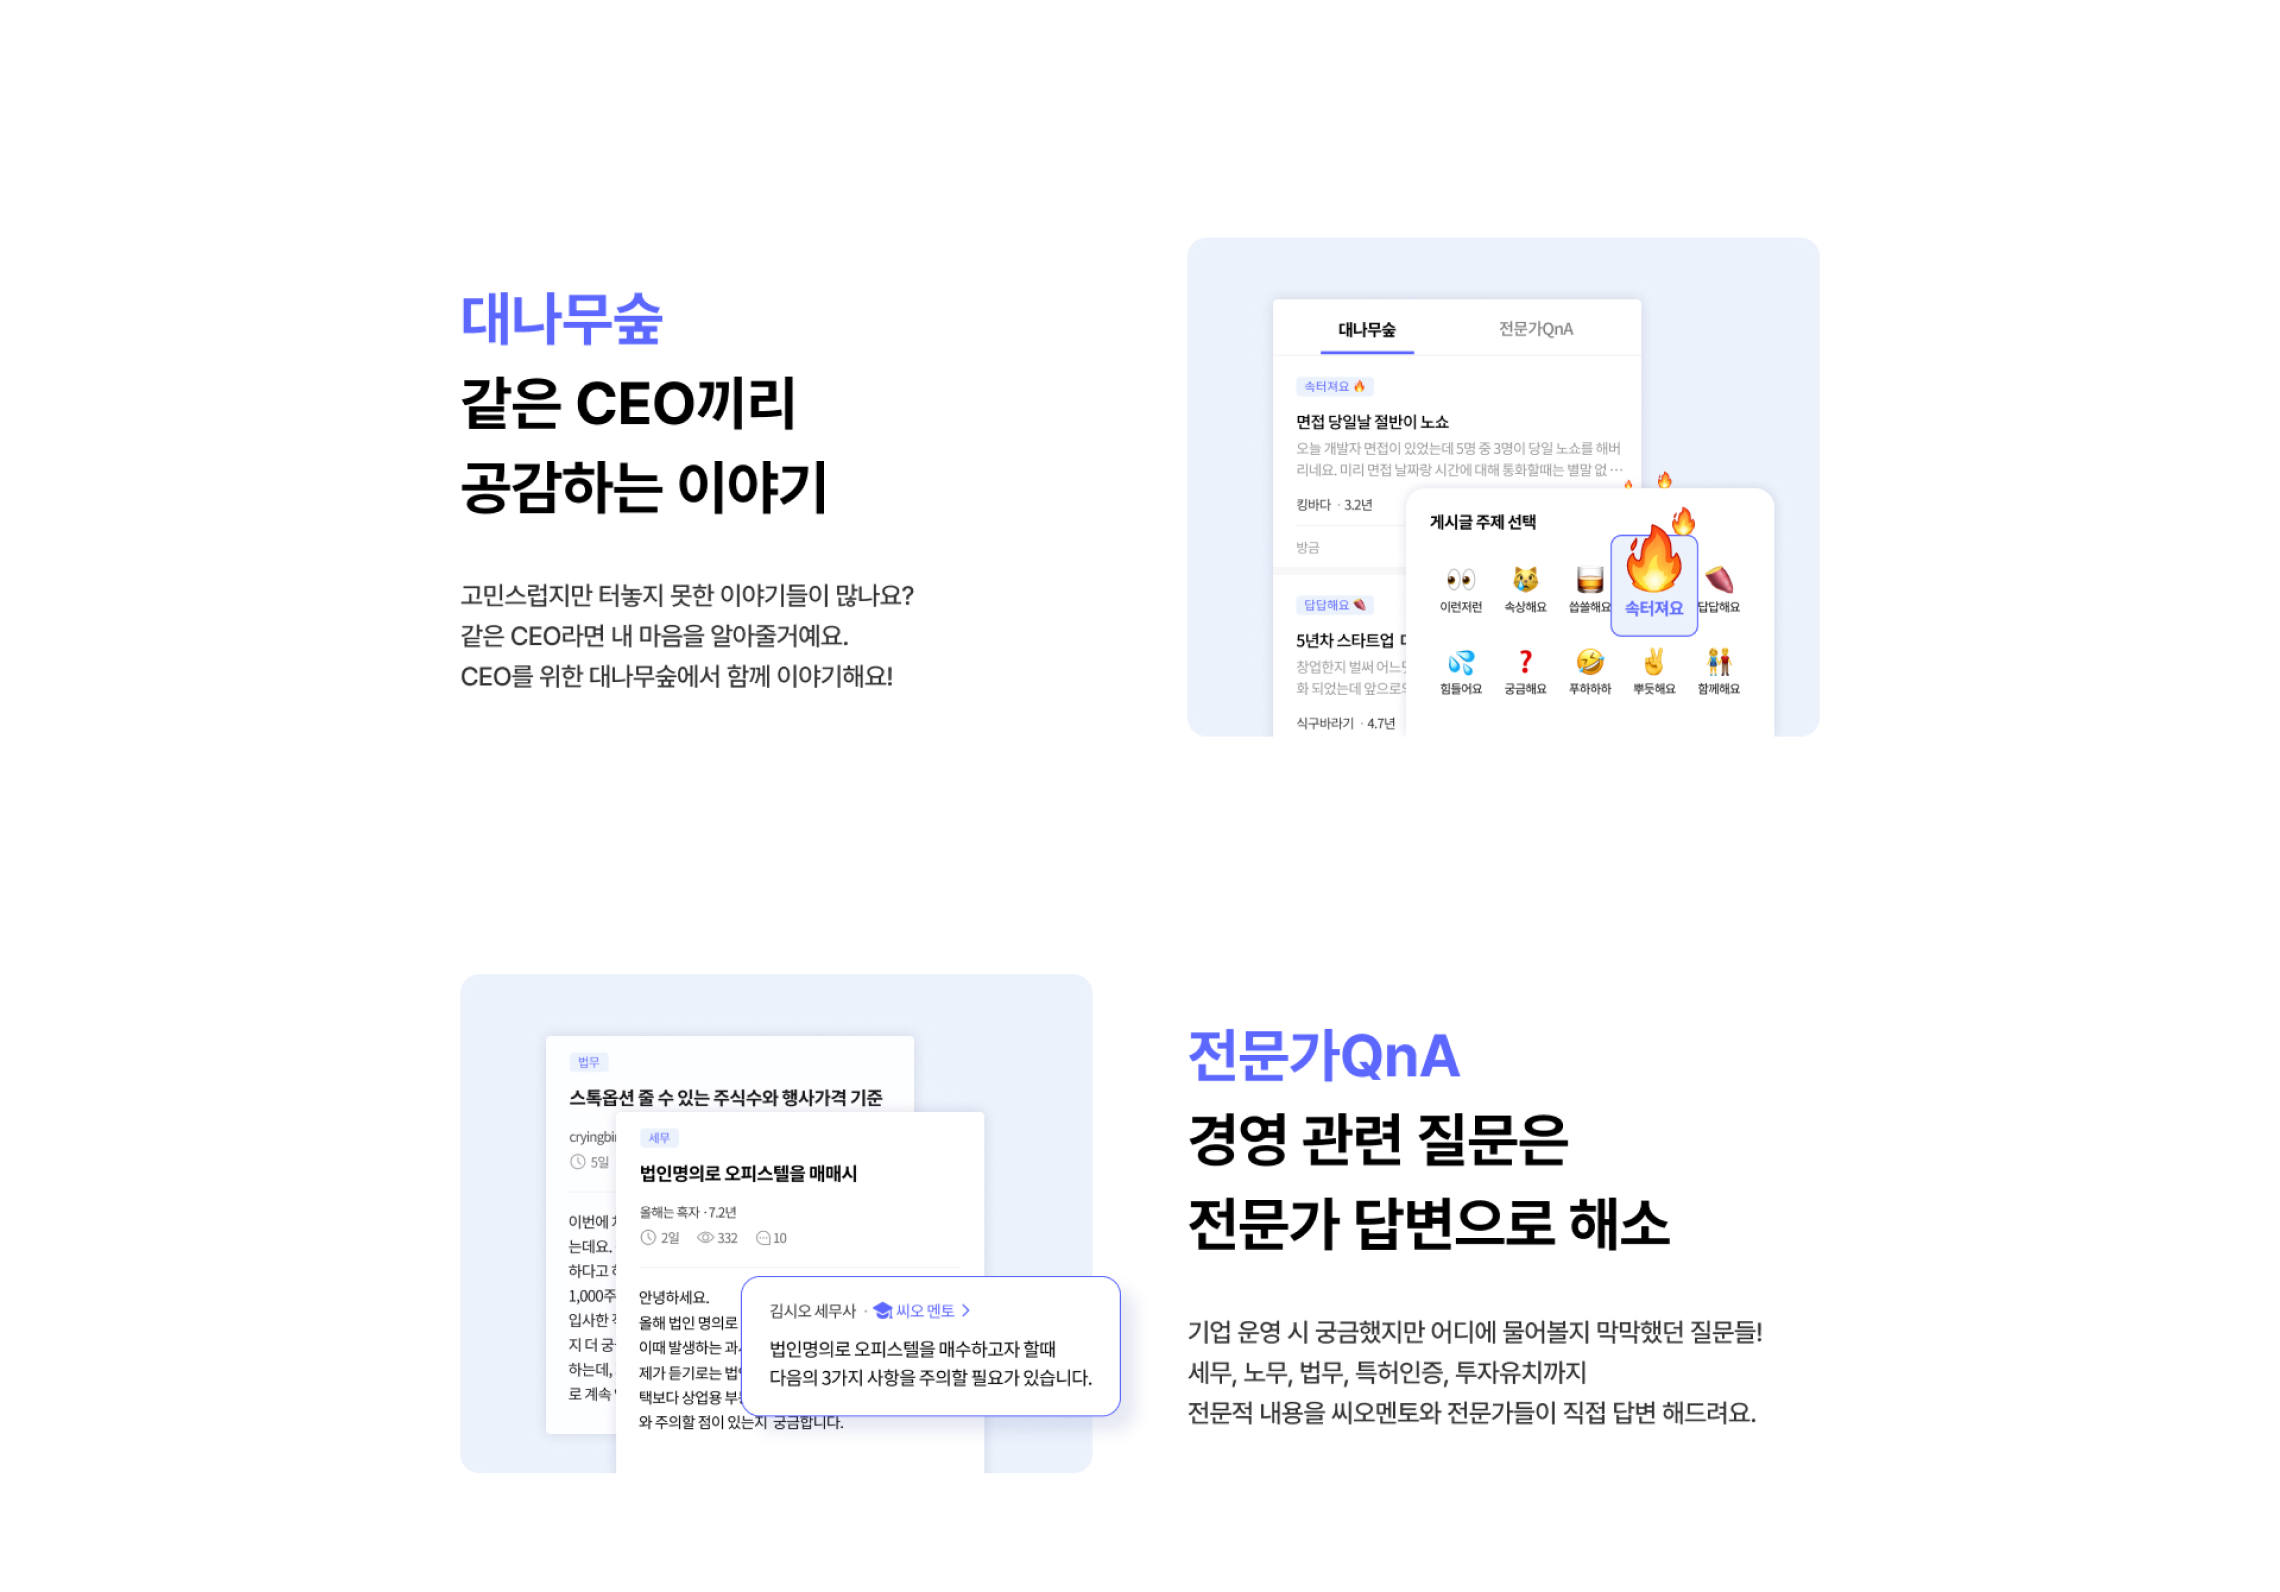 대나무숲
같은 CEO끼리
공감하는 이야기
고민스럽지만 터놓지 못한 이야기들이 많나요?
같은 CEO라면 내 마음을 알아줄거예요.
CEO를 위한 대나무숲에서 함께 이야기해요!
대나무숲 전문가QnA
속터져요
면접 당일날 절반이 노쇼
오늘 개발자 면접이 있었는데 5명 중 3명이 당일 노쇼를 해버
리네요. 미리 면접 날짜랑 시간에 대해 통화할때는 별말 없 ···
킹바다 · 3.2년
방금
답답해요
5년차 스타트업
창업한지 벌써
화 되었는데
식구바라기 · 4.7년
게시글 주제 선택
이런저런 속상해요 씁쓸해요 속터져요 답답해요
힘들어요 궁금해요 푸하하하 뿌듯해요 함께해요
법무
스톡옵션 줄 수 있는 주식수와 행사가격 기준
5일
이번에
는데요.
하다고
1,000주
입사한
지 더
하는데,
로 계속
세무
법인명의로 오피스텔을 매매시
올해는 흑자 · 7.2년
2일 332 10
안녕하세요.
올해 법인 명의로
이때 발생하는
제가 듣기로는
택보다 상업용
와 주의할 점이 있는지 궁금합니다.
김시오 세무사 · 씨오 멘토 >
법인명의로 오피스텔을 매수하고자 할때
다음의 3가지 사항을 주의할 필요가 있습니다.
전문가QnA
경영 관련 질문은
전문가 답변으로 해소
기업 운영 시 궁금했지만 어디에 물어볼지 막막했던 질문들!
세무, 노무, 법무, 특허인증, 투자유치까지
전문적 내용을 씨오멘토와 전문가들이 직접 답변 해드려요.